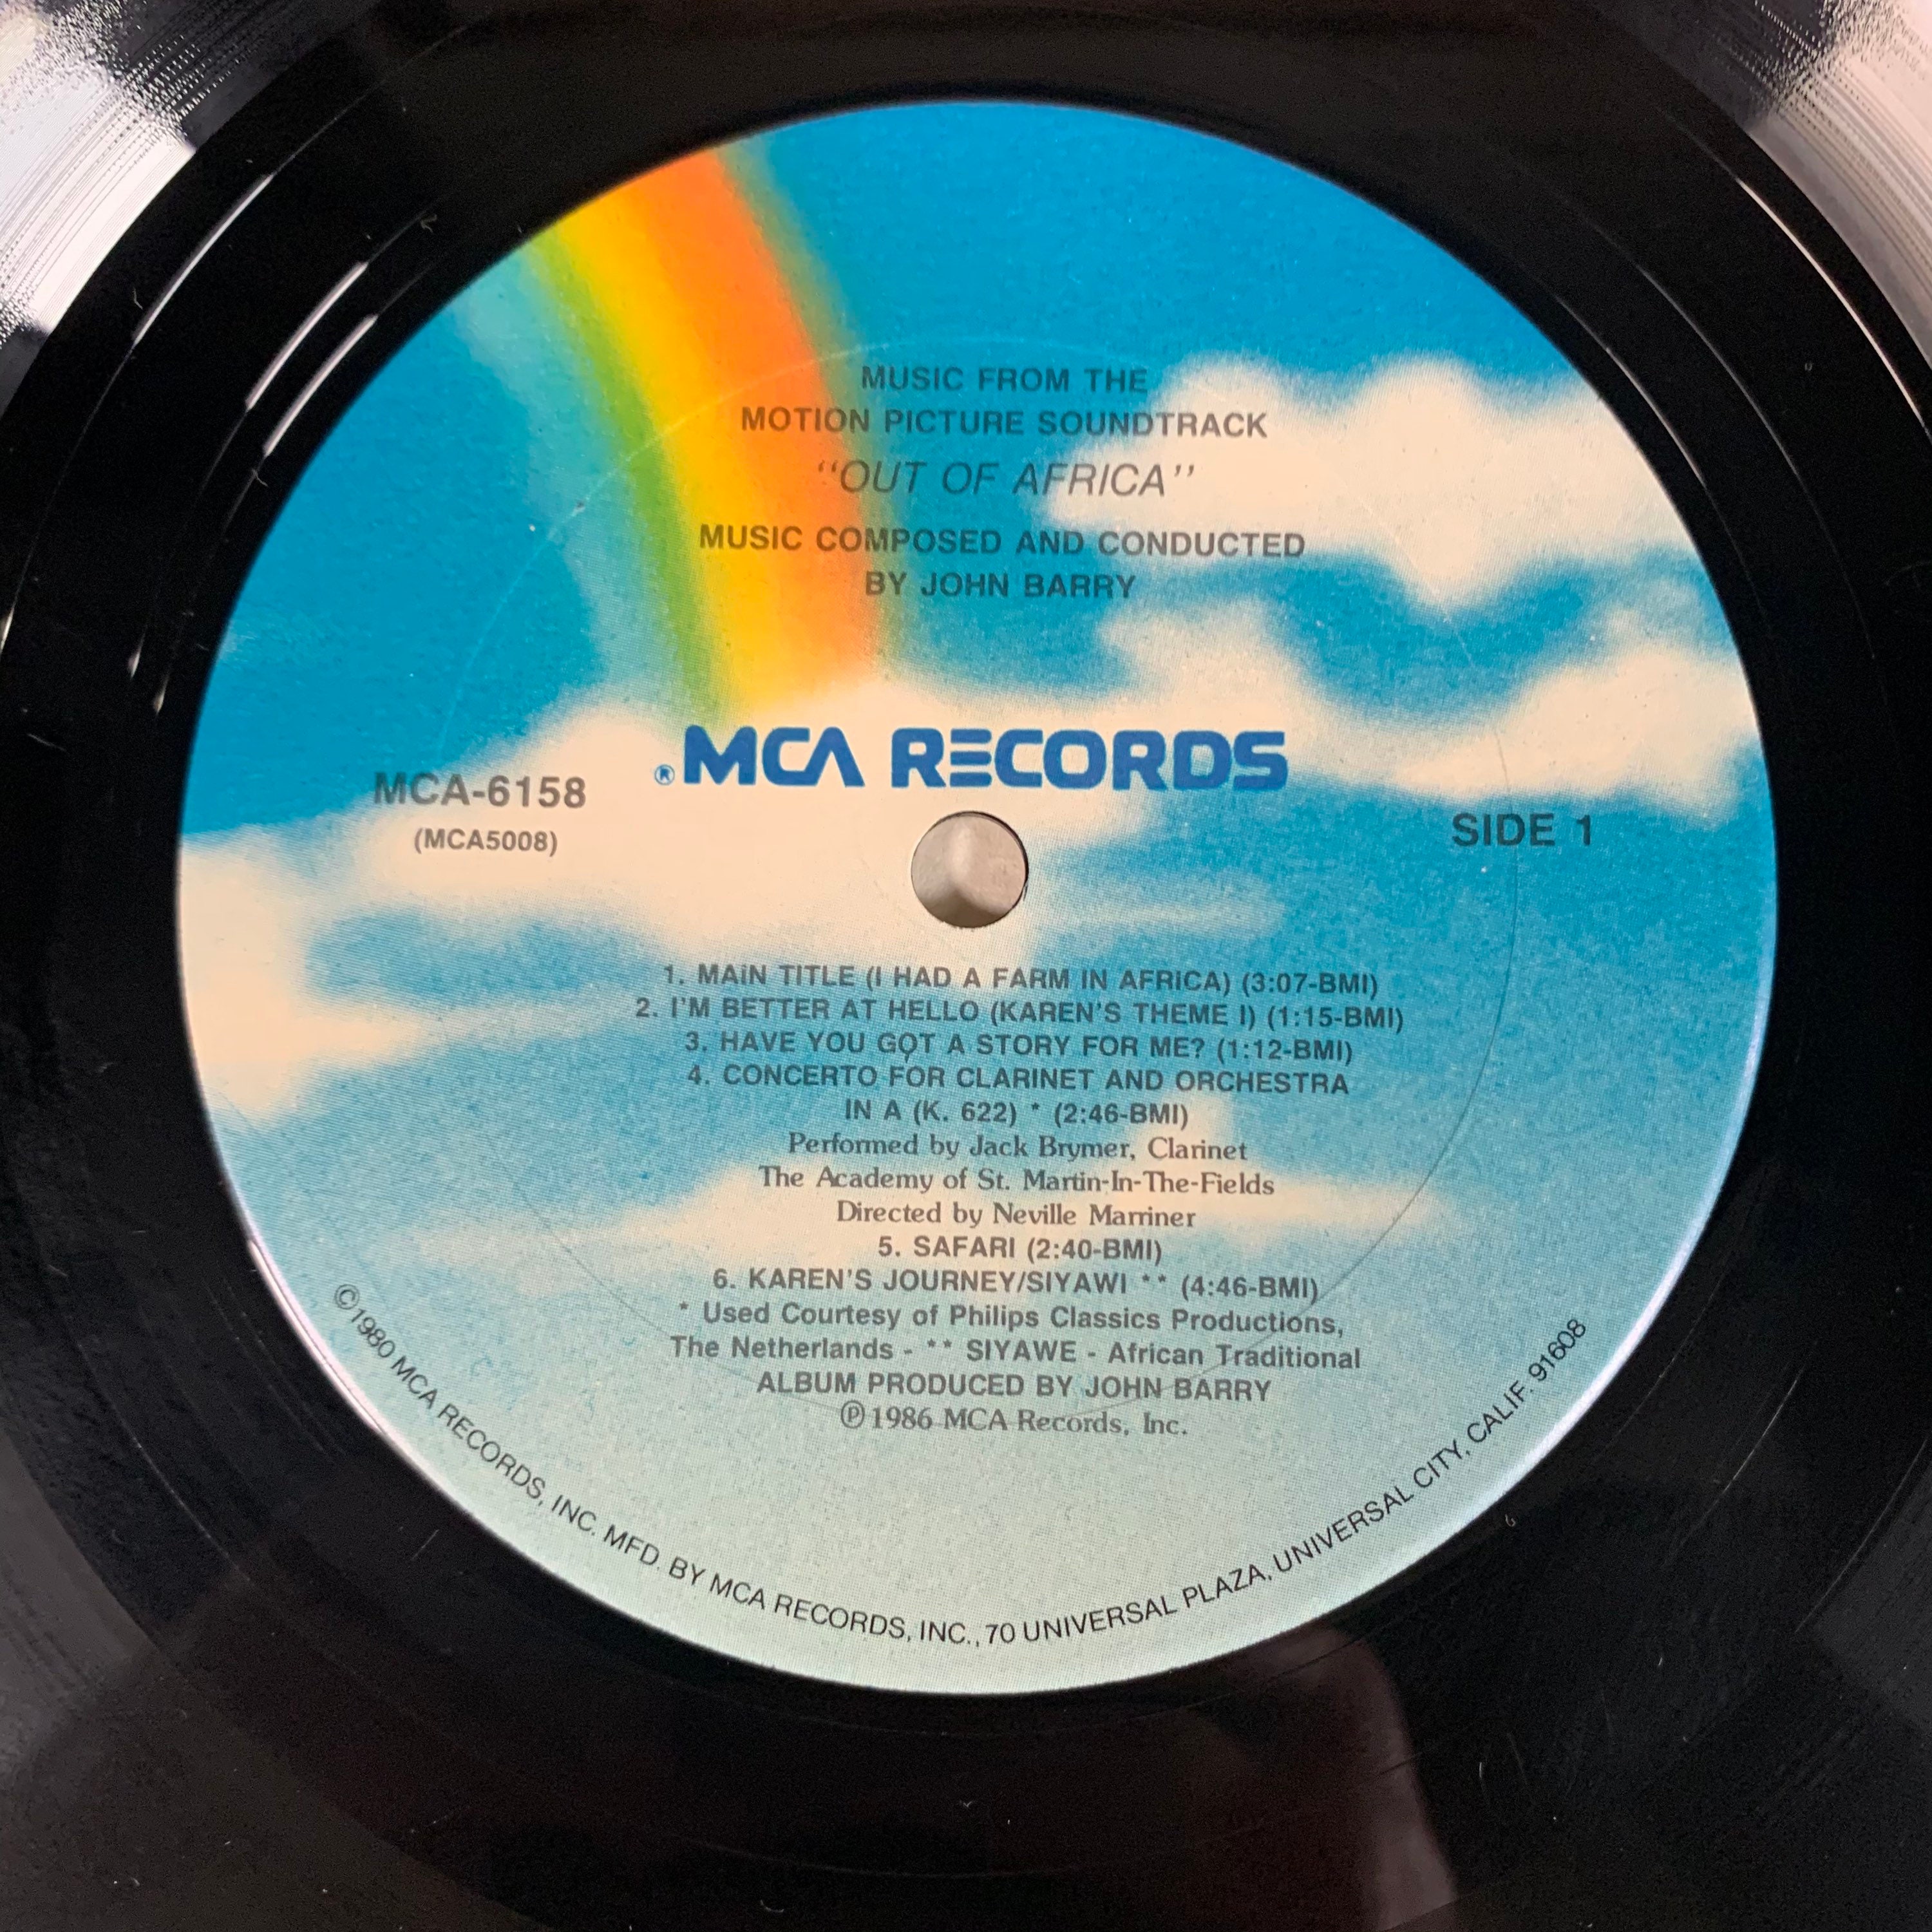 MUSIC FROM THE
MOTION PICTURE SOUNDTRACK
"OUT OF AFRICA"
MUSIC COMPOSED AND CONDUCTED
BY JOHN BARRY
® MCA RECORDS
MCA-6158
(MCA5008)
SIDE 1
1. MAIN TITLE (I HAD A FARM IN AFRICA) (3:07-BMI)
2. I'M BETTER AT HELLO (KAREN'S THEME I) (1:15-BMI)
3. HAVE YOU GOT A STORY FOR ME? (1:12-BMI)
4. CONCERTO FOR CLARINET AND ORCHESTRA
IN A (K. 622) * (2:46-BMI)
Performed by Jack Brymer, Clarinet
The Academy of St. Martin-In-The-Fields
Directed by Neville Marriner
5. SAFARI (2:40-BMI)
6. KAREN'S JOURNEY/SIYAWI ** (4:46-BMI)
* Used Courtesy of Philips Classics Productions,
The Netherlands - ** SIYAWE - African Traditional
ALBUM PRODUCED BY JOHN BARRY
℗1986 MCA Records, Inc.
©1980 MCA RECORDS, INC. MFD. BY MCA RECORDS, INC., 70 UNIVERSAL PLAZA, UNIVERSAL CITY, CALIF. 91608